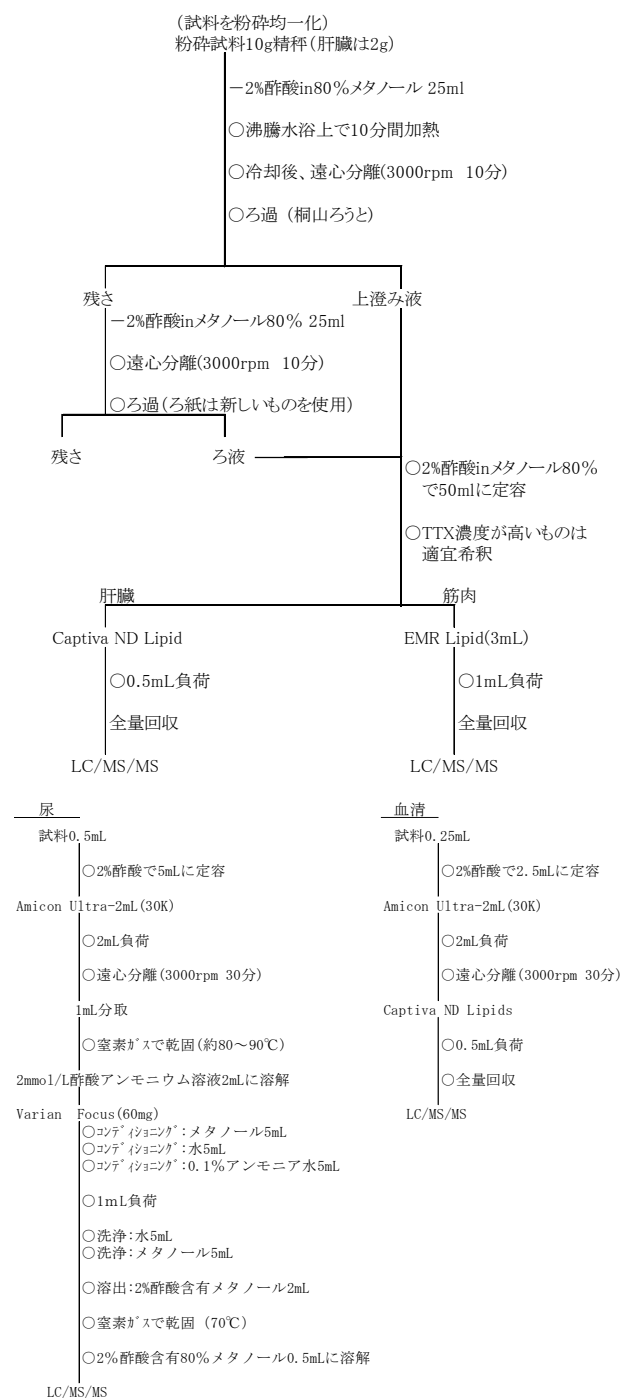 (試料を粉砕均一化)
粉砕試料10g精秤(肝臓は2g)
－2%酢酸in80％メタノール 25ml
○沸騰水浴上で10分間加熱
○冷却後、遠心分離(3000rpm 10分)
○ろ過 (桐山ろうと)
残さ
上澄み液
－2%酢酸inメタノール80％ 25ml
○遠心分離(3000rpm 10分)
○ろ過(ろ紙は新しいものを使用)
残さ
ろ液
○2%酢酸inメタノール80％
で50mlに定容
○TTX濃度が高いものは
適宜希釈
肝臓
筋肉
Captiva ND Lipid
EMR Lipid(3mL)
○0.5mL負荷
○1mL負荷
全量回収
全量回収
LC/MS/MS
LC/MS/MS
尿
試料0.5mL
○2%酢酸で5mLに定容
Amicon Ultra-2mL(30K)
○2mL負荷
○遠心分離(3000rpm 30分)
1mL分取
○窒素ｶﾞｽで乾固(約80～90℃)
2mmol/L酢酸アンモニウム溶液2mLに溶解
Varian Focus(60mg)
○ｺﾝﾃﾞｨｼｮﾆﾝｸﾞ：メタノール5mL
○ｺﾝﾃﾞｨｼｮﾆﾝｸﾞ：水5mL
○ｺﾝﾃﾞｨｼｮﾆﾝｸﾞ：0.1％アンモニア水5mL
○1mL負荷
○洗浄：水5mL
○洗浄：メタノール5mL
○溶出：2%酢酸含有メタノール2mL
○窒素ｶﾞｽで乾固 (70℃)
○2％酢酸含有80％メタノール0.5mLに溶解
LC/MS/MS
血清
試料0.25mL
○2%酢酸で2.5mLに定容
Amicon Ultra-2mL(30K)
○2mL負荷
○遠心分離(3000rpm 30分)
Captiva ND Lipids
○0.5mL負荷
○全量回収
LC/MS/MS